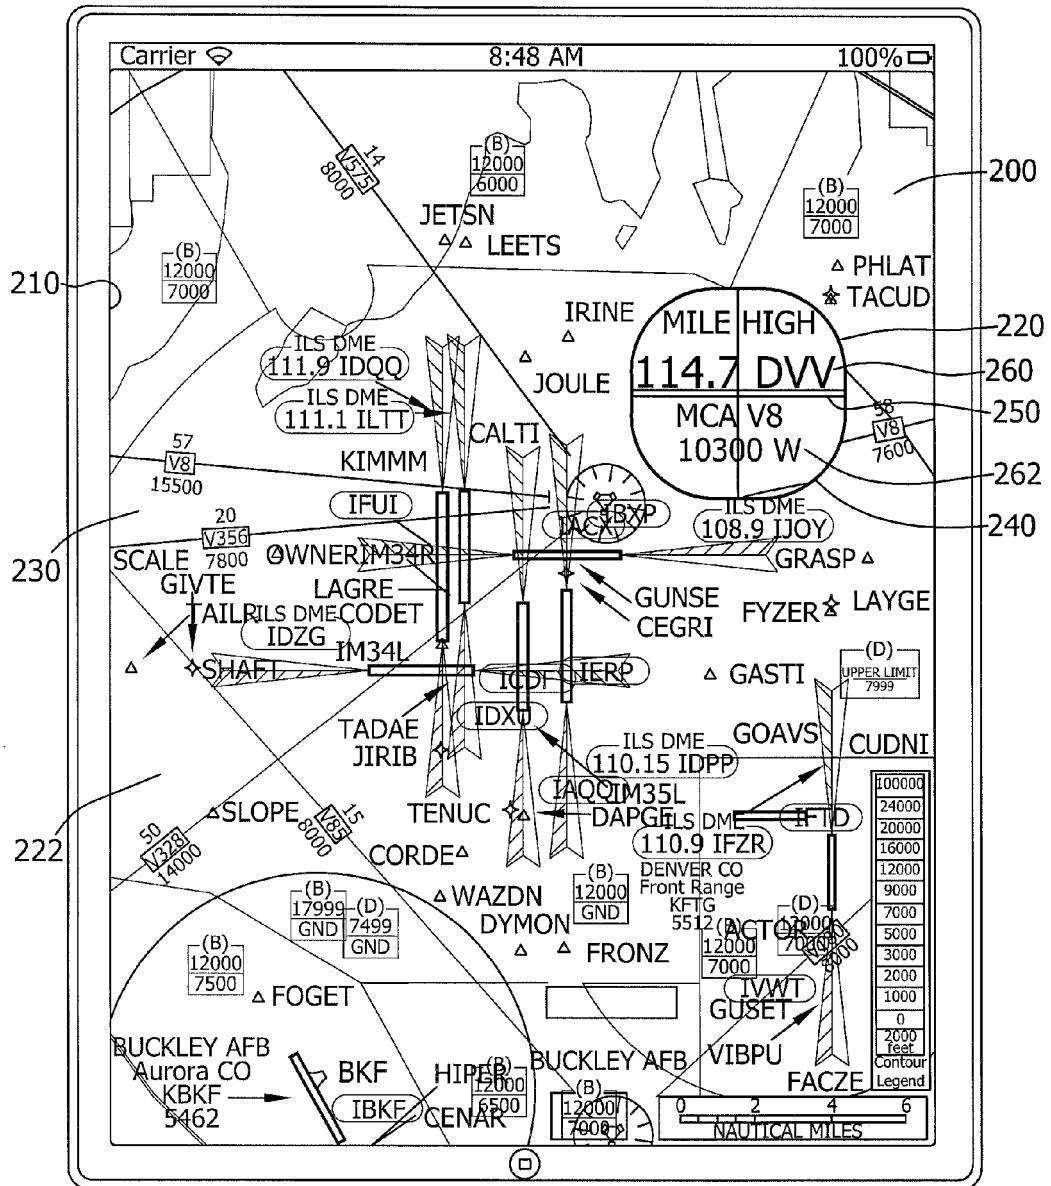 Carrier 8:48 AM 100%
14
V575
8000
(B)
12000
6000
200
(B)
12000
7000
JETSN
LEETS
(B)
12000
7000
PHLAT
TACUD
210
IRINE
MILE HIGH
220
ILS DME
111.9 IDQQ
114.7 DVV
260
JOULE
ILS DME
111.1 ILTT
MCA V8
250
58
V8
7600
CALTI
57
V8
15500
KIMMM
10300 W
262
IFUI
IBXP
IACX
ILS DME
108.9 IJOY
240
20
V356
7800
230
SCALE
OWNER
IM34R
GRASP
GIVTE
LAGRE
GUNSE
TAILR
ILS DME
IDZG
CODET
CEGRI
FYZER
LAYGE
SHAFT
IM34L
IERP
(D)
UPPER LIMIT
7999
GASTI
IDXU
TADAE
JIRIB
GOAVS
CUDNI
ILS DME
110.15 IDPP
IAQQ
IM35L
SLOPE
15
V85
8000
TENUC
DAPGE
IFTD
50
V328
14000
222
ILS DME
110.9 IFZR
CORDE
DENVER CO
Front Range
KFTG
5512
(B)
12000
GND
WAZDN
(B)
17999
GND
(D)
7499
GND
DYMON
FRONZ
ACTOR
(D)
12000
(B)
12000
7000
(B)
12000
7500
FOGET
IVWT
GUSET
VIBPU
FACZE
100000
24000
20000
16000
12000
9000
7000
5000
3000
2000
1000
0
2000
feet
Contour
Legend
BUCKLEY AFB
Aurora CO
KBKF
5462
BKF
IBKF
HIPER
CENAR
(B)
12000
6500
BUCKLEY AFB
(B)
12000
7000
0 2 4 6
NAUTICAL MILES